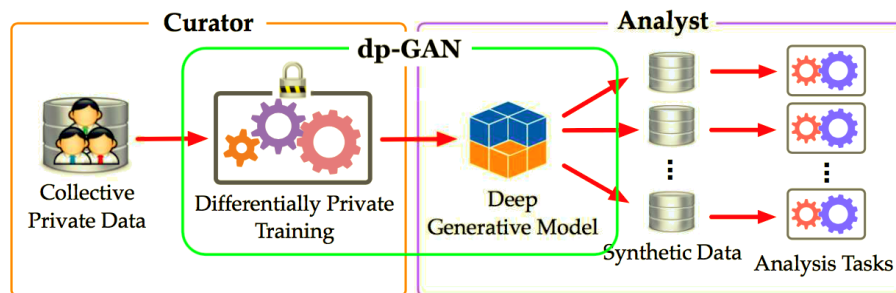 Curator
Analyst
dp-GAN
Collective
Private Data
Differentially Private
Training
Deep
Generative Model
Synthetic Data
Analysis Tasks